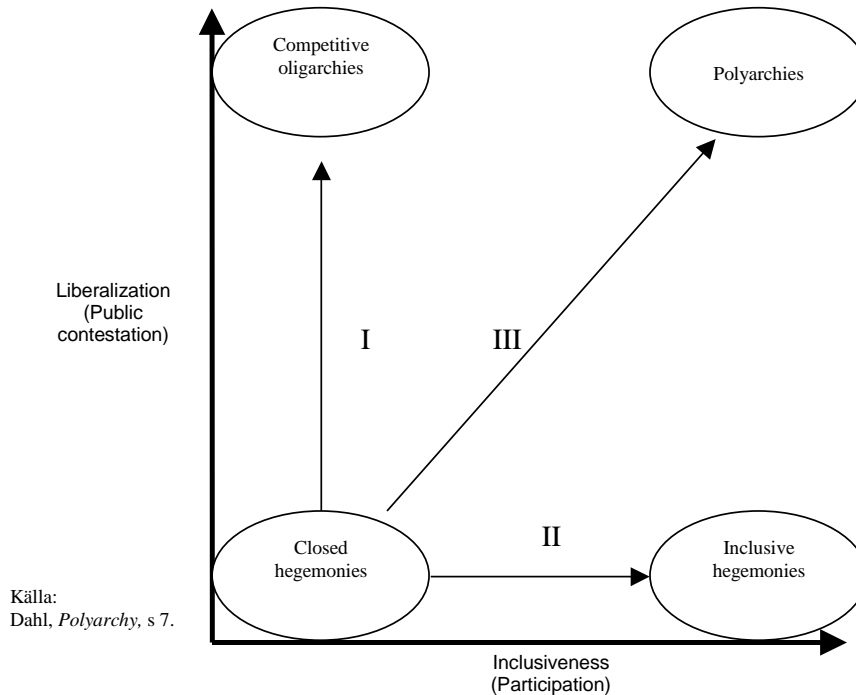 Competitive
oligarchies
Polyarchies
Liberalization
(Public
contestation)
I
III
II
Closed
hegemonies
Inclusive
hegemonies
Källa:
Dahl, Polyarchy, s 7.
Inclusiveness
(Participation)